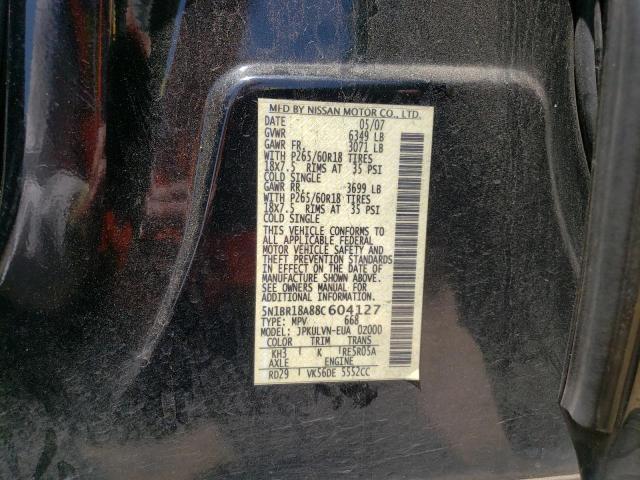 MFD BY NISSAN MOTOR CO., LTD.
DATE 05/07
GVWR 6349 LB
GAWR FR. 3071 LB
WITH P265/60R18 TIRES
18X7.5 RIMS AT 35 PSI
COLD SINGLE
GAWR RR. 3699 LB
WITH P265/60R18 TIRES
18X7.5 RIMS AT 35 PSI
COLD SINGLE
THIS VEHICLE CONFORMS TO
ALL APPLICABLE FEDERAL
MOTOR VEHICLE SAFETY AND
THEFT PREVENTION STANDARDS
IN EFFECT ON THE DATE OF
MANUFACTURE SHOWN ABOVE.
SEE OWNERS MANUAL FOR
ADDITIONAL INFORMATION.
5N1BR18A88C604127
TYPE: MPV 668
MODEL: JPKULVN-EUA 02000
COLOR TRIM TRANS
KH3 K RE5R05A
AXLE ENGINE
RD29 VK56DE 5552CC